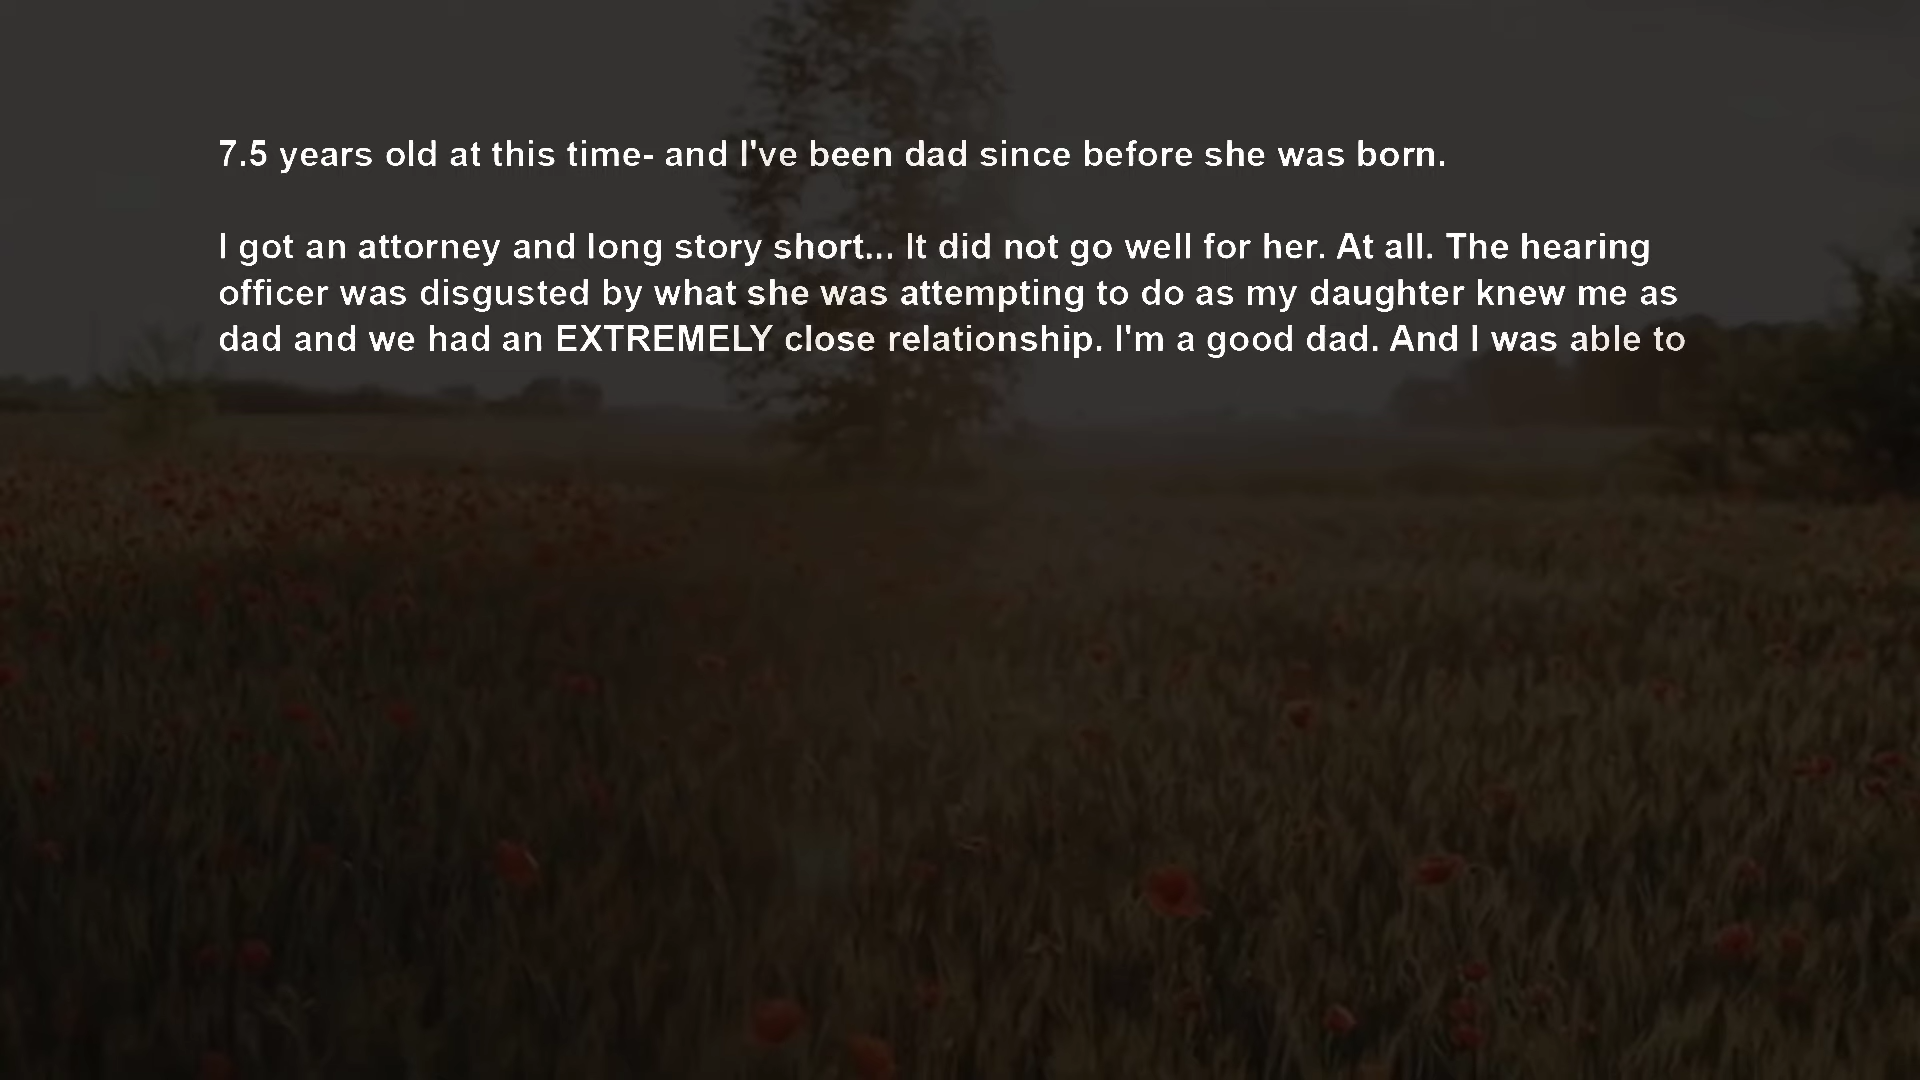 7.5 years old at this time- and I've been dad since before she was born.
I got an attorney and long story short... It did not go well for her. At all. The hearing
officer was disgusted by what she was attempting to do as my daughter knew me as
dad and we had an EXTREMELY close relationship. I'm a good dad. And I was able to